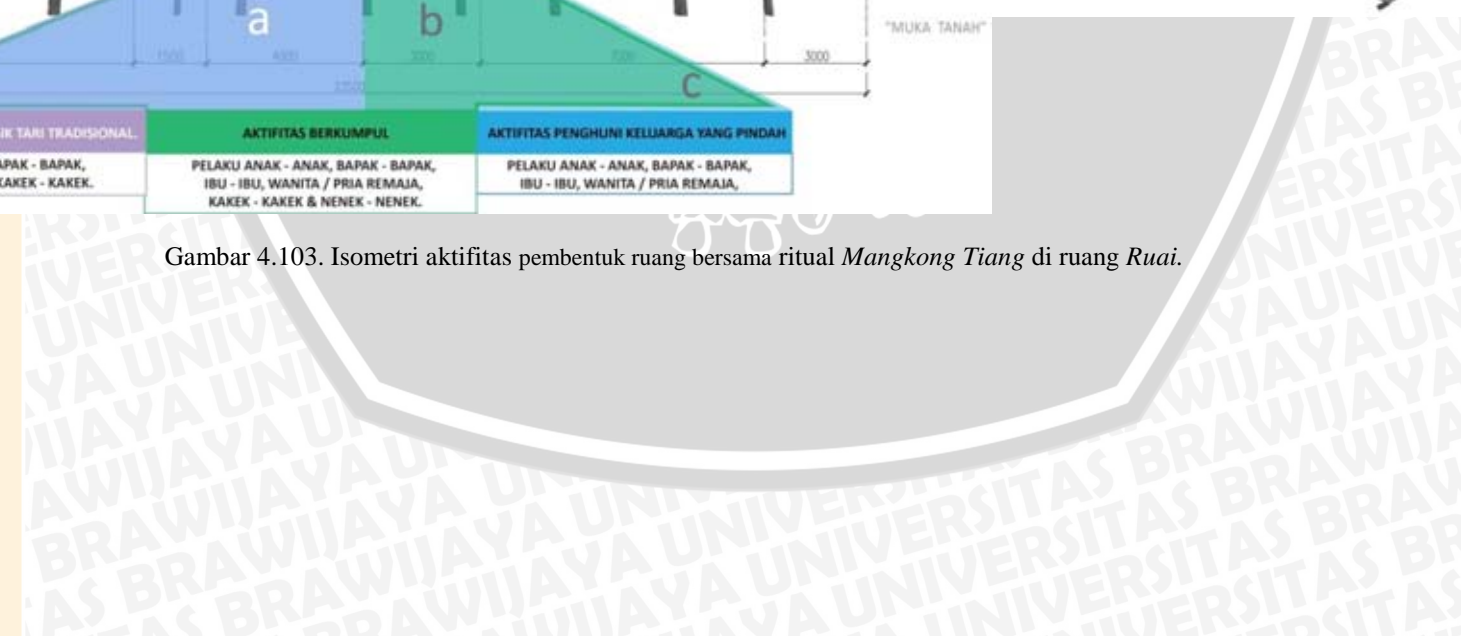 a
b
"MUKA TANAH"
1500 4000 3000 7200 3000
c
IK TARI TRADISIONAL.
AKTIFITAS BERKUMPUL
AKTIFITAS PENGHUNI KELUARGA YANG PINDAH
APAK - BAPAK,
KAKEK - KAKEK.
PELAKU ANAK - ANAK, BAPAK - BAPAK,
IBU - IBU, WANITA / PRIA REMAJA,
KAKEK - KAKEK & NENEK - NENEK.
PELAKU ANAK - ANAK, BAPAK - BAPAK,
IBU - IBU, WANITA / PRIA REMAJA,
Gambar 4.103. Isometri aktifitas pembentuk ruang bersama ritual Mangkong Tiang di ruang Ruai.
UNIVERSITAS BRAWIJAYA